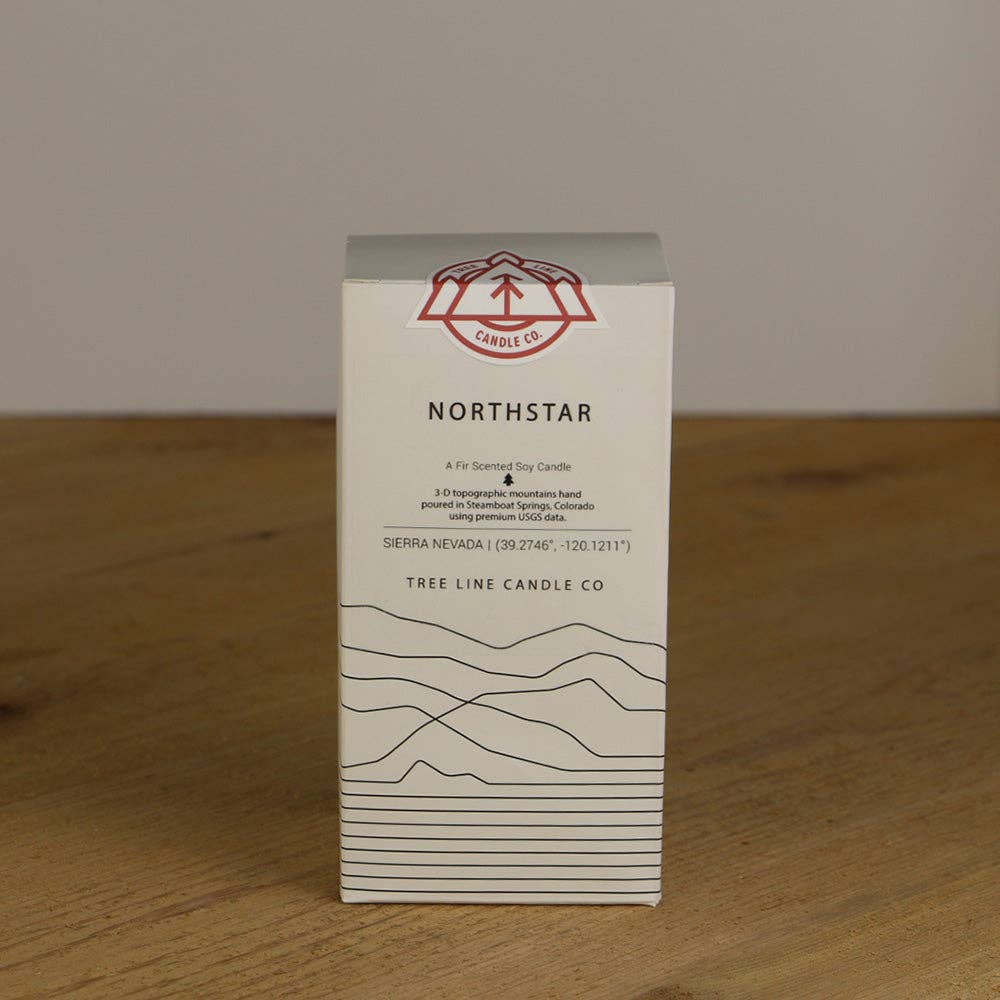 TREE LINE
CANDLE CO.
NORTHSTAR
A Fir Scented Soy Candle
3-D topographic mountains hand
poured in Steamboat Springs, Colorado
using premium USGS data.
SIERRA NEVADA | (39.2746°, -120.1211°)
TREE LINE CANDLE CO